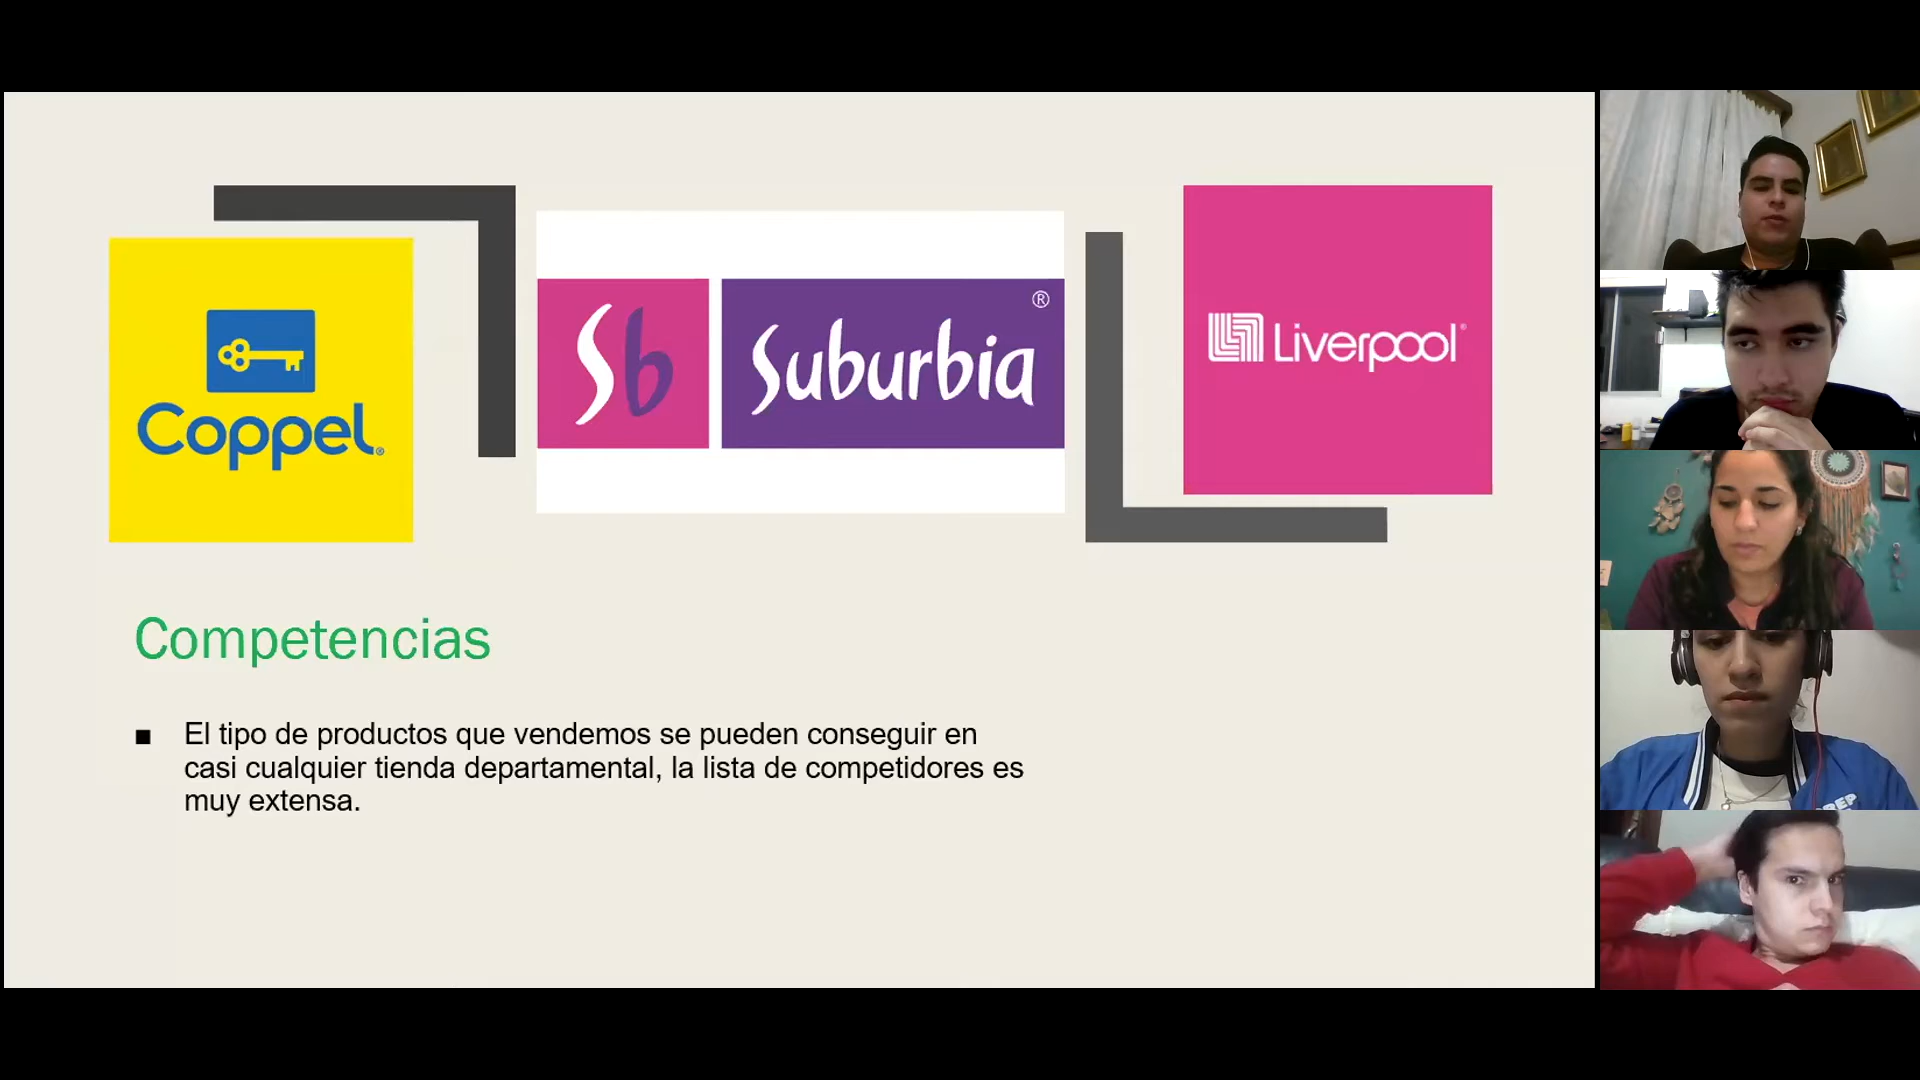 Coppel®
Sb Suburbia®
Liverpool®
Competencias
■ El tipo de productos que vendemos se pueden conseguir en
casi cualquier tienda departamental, la lista de competidores es
muy extensa.